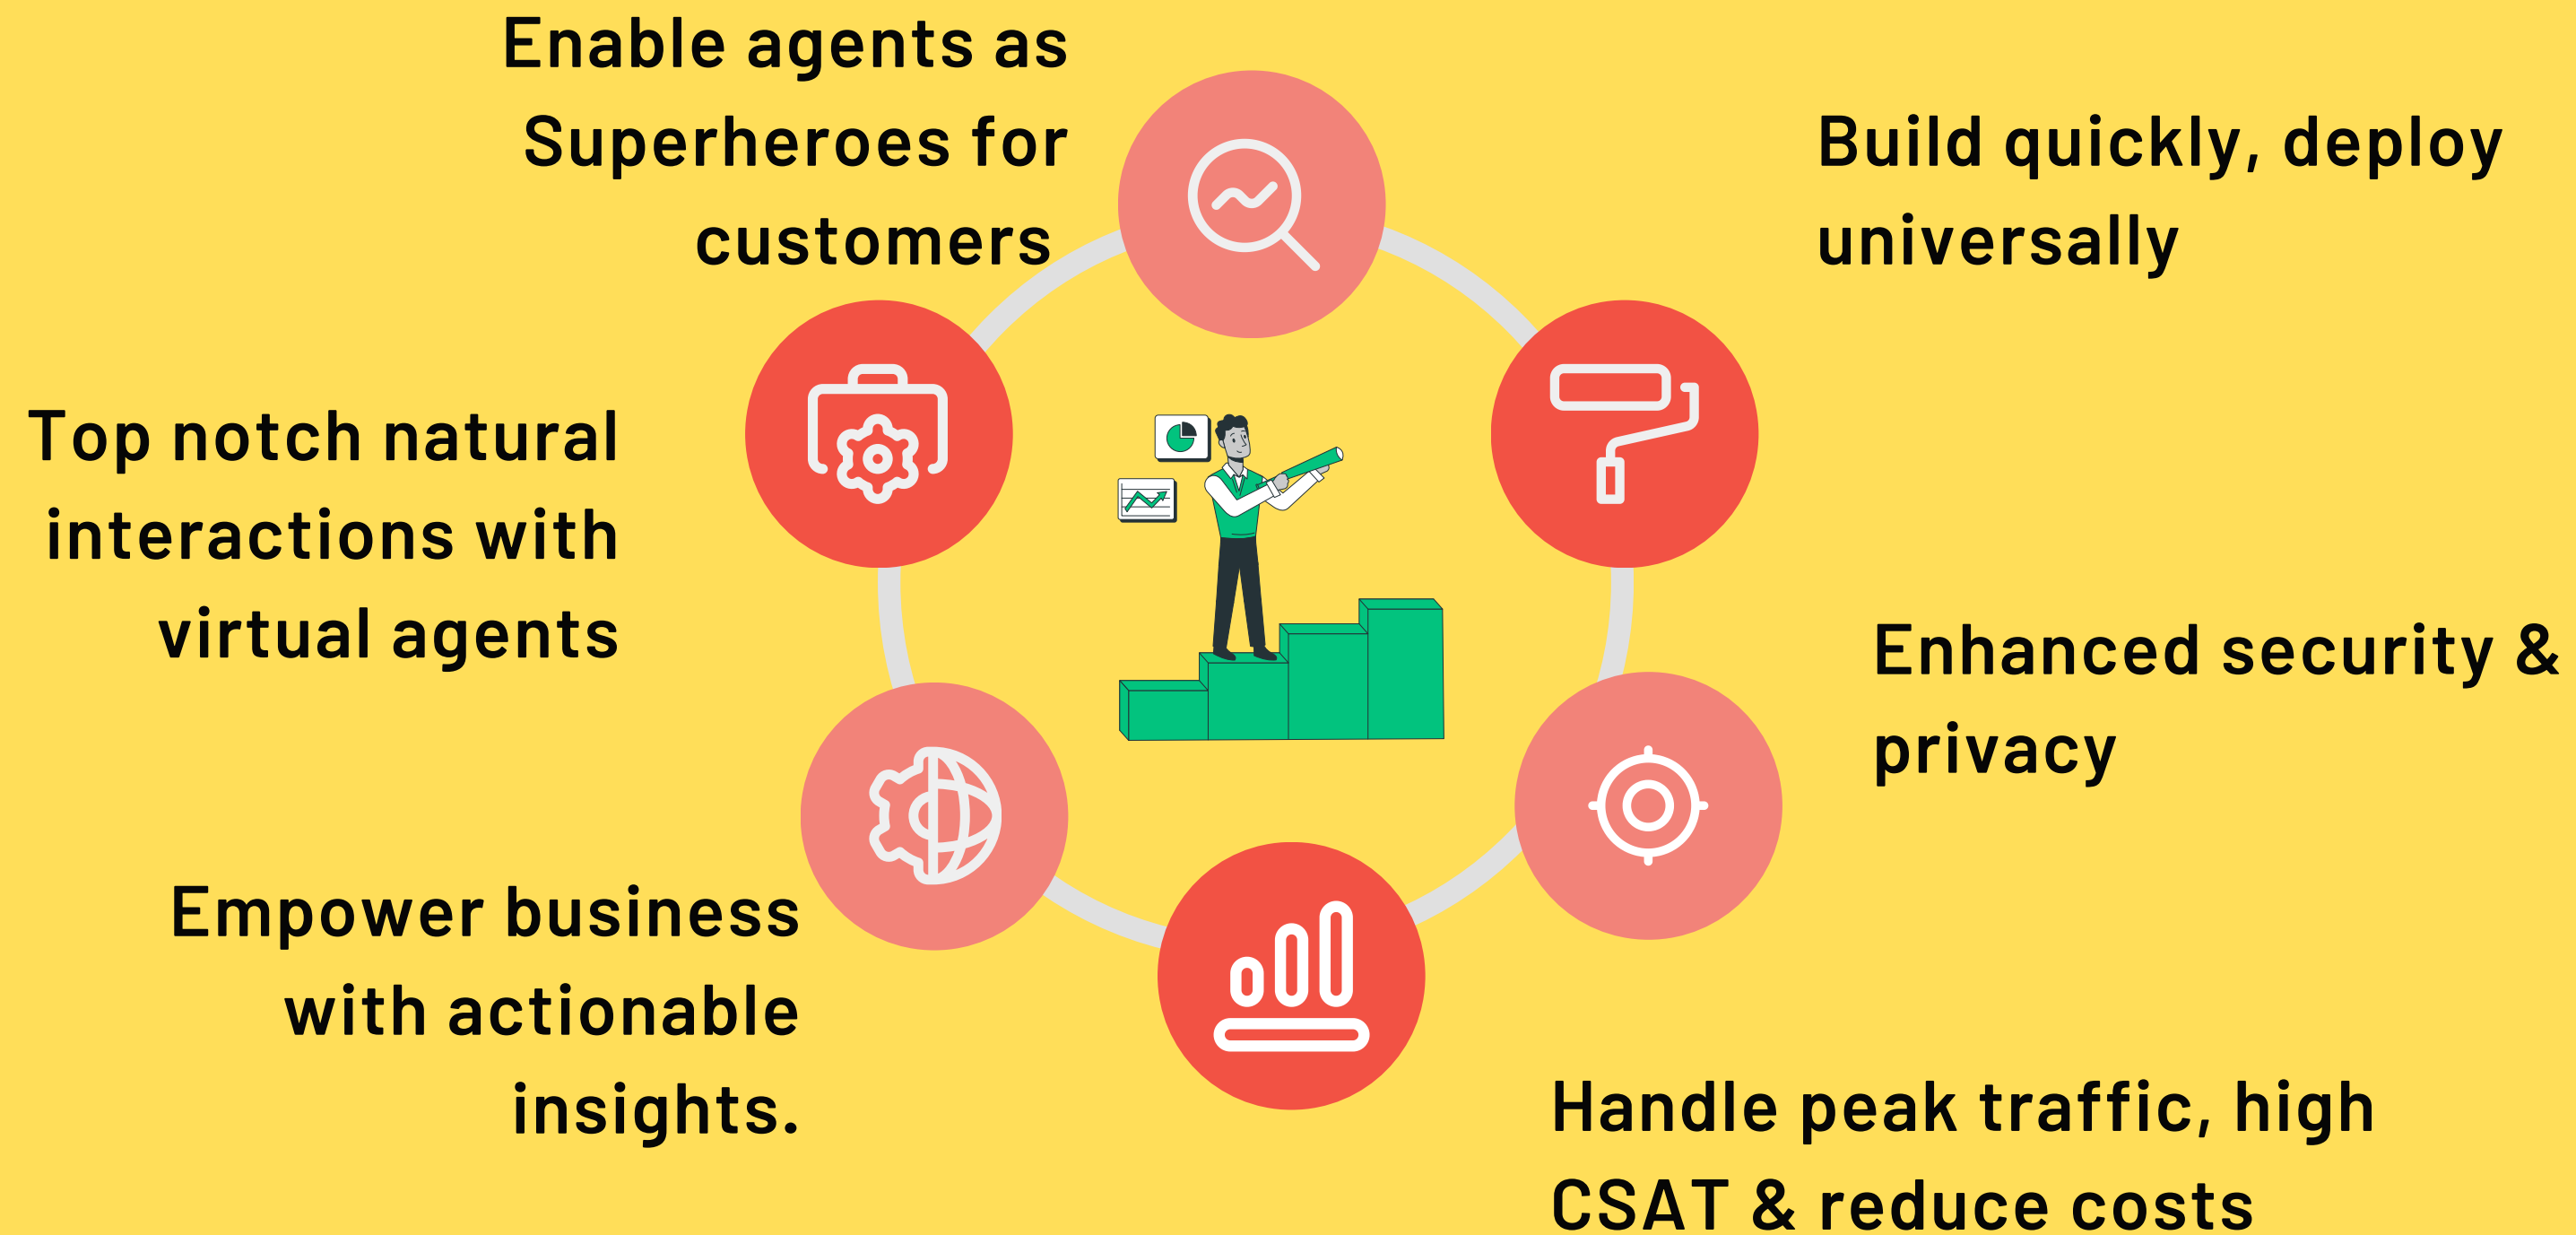 Enable agents as
Superheroes for
customers
Build quickly, deploy
universally
Top notch natural
interactions with
virtual agents
Enhanced security &
privacy
Empower business
with actionable
insights.
Handle peak traffic, high
CSAT & reduce costs